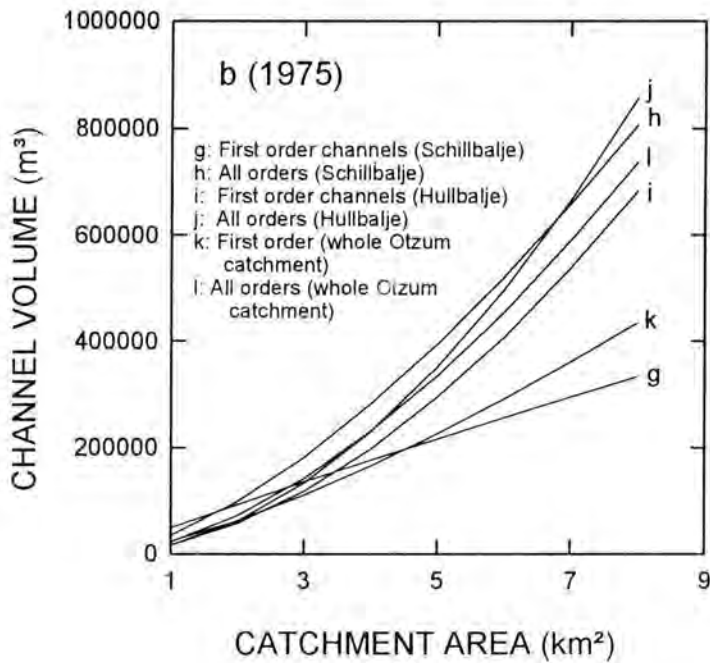 1000000
b (1975)
j
h
800000
g: First order channels (Schillbalje)
h: All orders (Schillbalje)
l
i: First order channels (Hullbalje)
i
j: All orders (Hullbalje)
600000
k: First order (whole Otzum
catchment)
l: All orders (whole Otzum
catchment)
k
400000
g
200000
0
1
3
5
7
9
CHANNEL VOLUME (m³)
CATCHMENT AREA (km²)